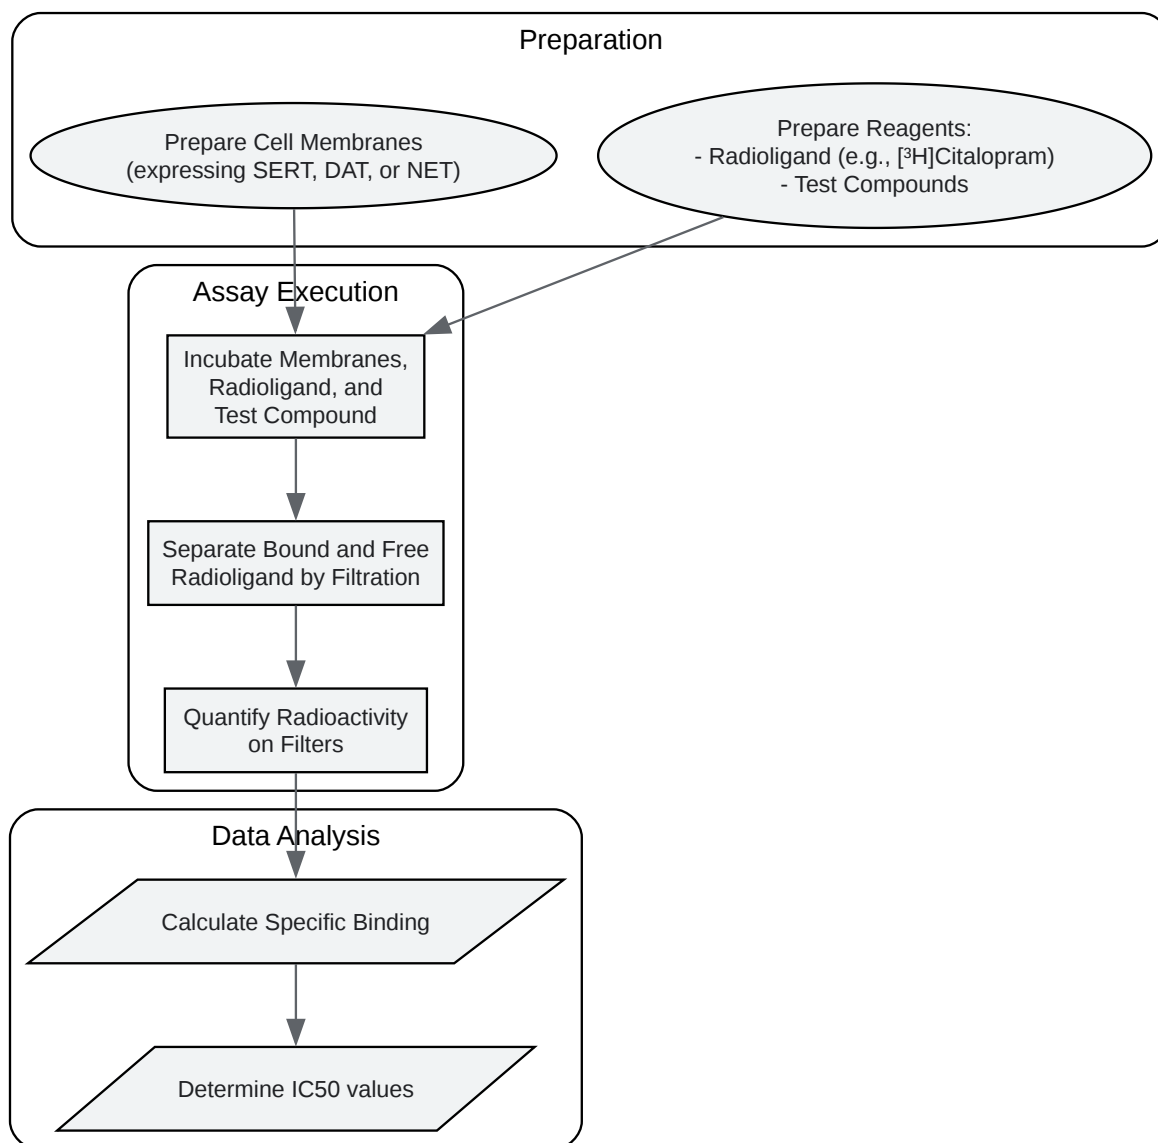 Preparation
Prepare Cell Membranes
(expressing SERT, DAT, or NET)
Prepare Reagents:
- Radioligand (e.g., [³H]Citalopram)
- Test Compounds
Assay Execution
Incubate Membranes,
Radioligand, and
Test Compound
Separate Bound and Free
Radioligand by Filtration
Quantify Radioactivity
on Filters
Data Analysis
Calculate Specific Binding
Determine IC50 values